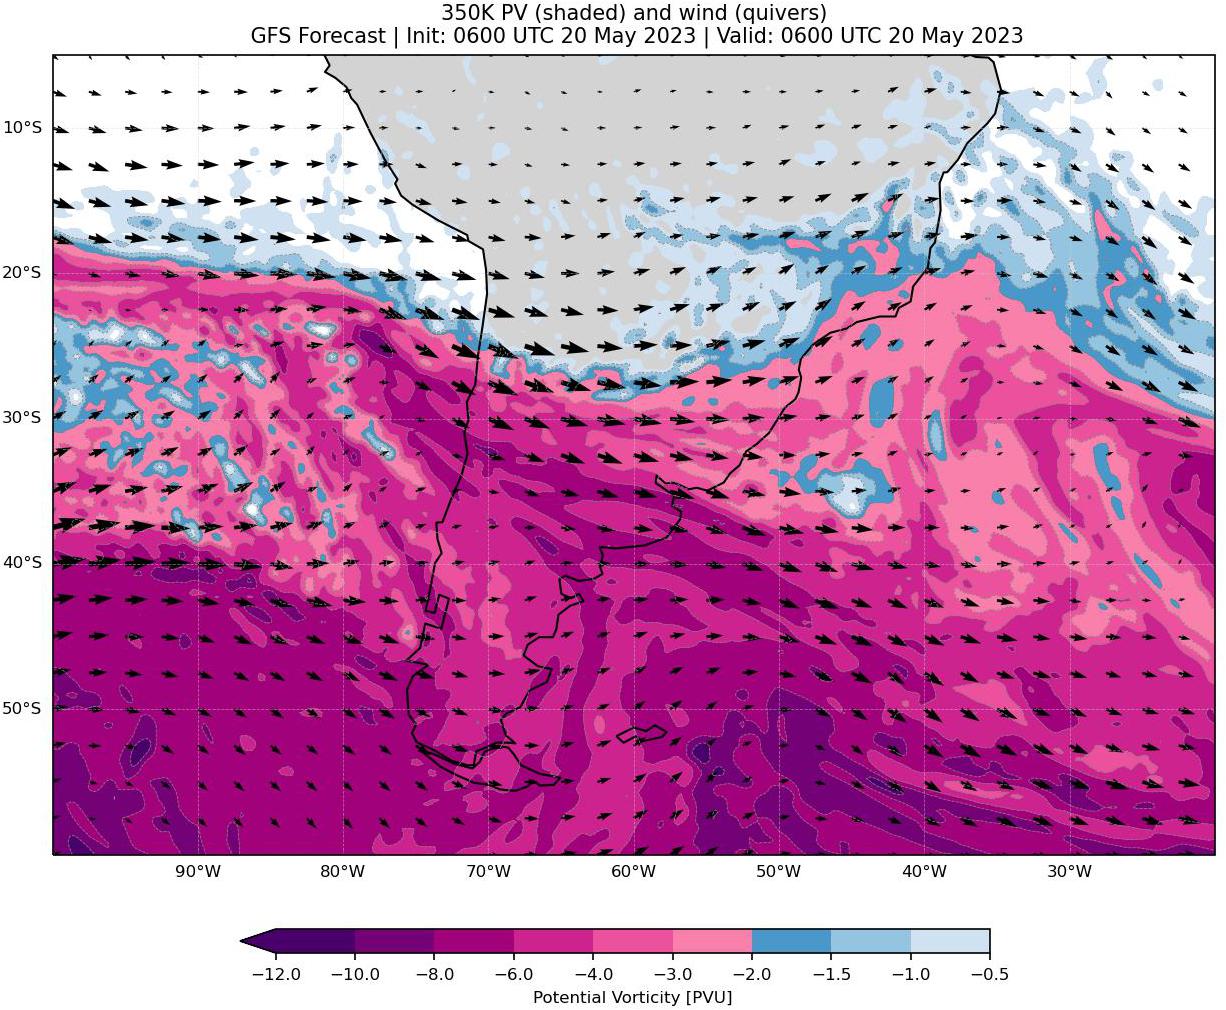 350K PV (shaded) and wind (quivers)
GFS Forecast | Init: 0600 UTC 20 May 2023 | Valid: 0600 UTC 20 May 2023
10°S
20°S
30°S
40°S
50°S
90°W 80°W 70°W 60°W 50°W 40°W 30°W
−12.0 −10.0 −8.0 −6.0 −4.0 −3.0 −2.0 −1.5 −1.0 −0.5
Potential Vorticity [PVU]